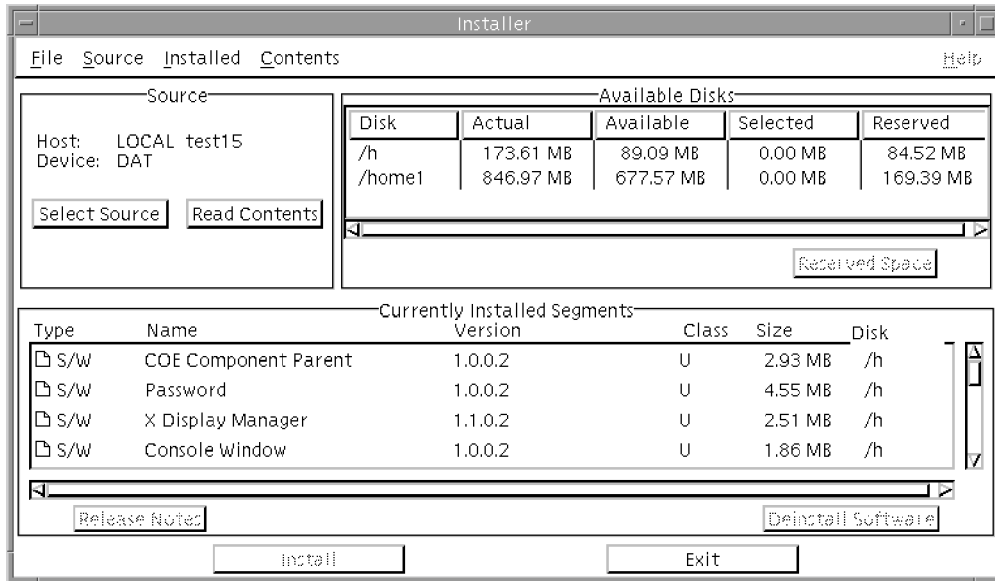 Installer
File Source Installed Contents Help
Source
Host: LOCAL test15
Device: DAT
Select Source Read Contents
Available Disks
Disk Actual Available Selected Reserved
/h 173.61 MB 89.09 MB 0.00 MB 84.52 MB
/home1 846.97 MB 677.57 MB 0.00 MB 169.39 MB
Reserved Space
Currently Installed Segments
Type Name Version Class Size Disk
S/W COE Component Parent 1.0.0.2 U 2.93 MB /h
S/W Password 1.0.0.2 U 4.55 MB /h
S/W X Display Manager 1.1.0.2 U 2.51 MB /h
S/W Console Window 1.0.0.2 U 1.86 MB /h
Release Notes Deinstall Software
Install Exit